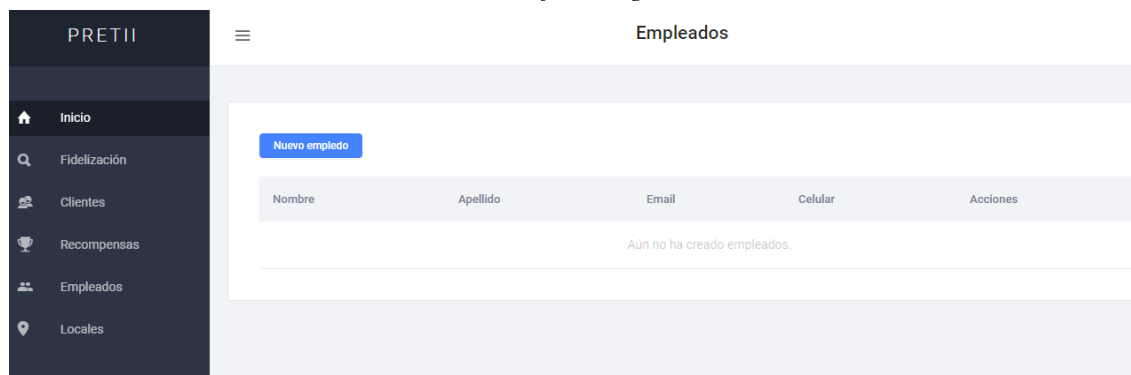 PRETII
Empleados
Inicio
Fidelización
Clientes
Recompensas
Empleados
Locales
Nuevo empledo
Nombre Apellido Email Celular Acciones
Aún no ha creado empleados.